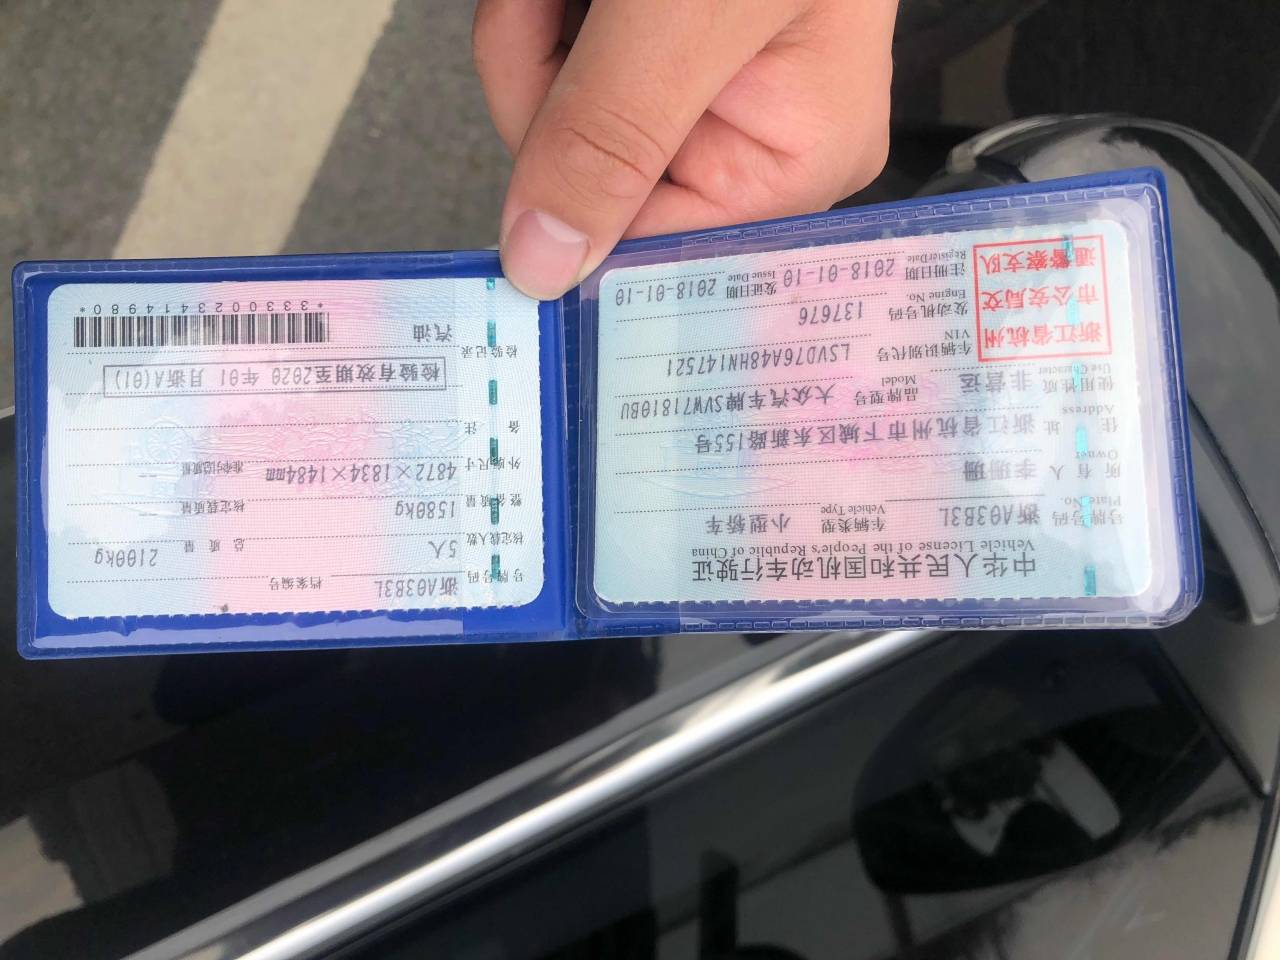 中华人民共和国机动车行驶证
Vehicle License of the People's Republic of China
号牌号码 浙A03B3L 车辆类型 小型轿车
Plate No. Vehicle Type
所有人 李珊珊
Owner
住址 浙江省杭州市下城区东新路155号
Address
使用性质 非营运 品牌型号 大众汽车牌SVW71810BU
Use Character Model
浙江省杭州
市公安局交
通警察支队
车辆识别代号 LSVD76A48HN147521
VIN
发动机号码 137676
Engine No.
注册日期 2018-01-10 发证日期 2018-01-10
Register Date Issue Date
号牌号码 浙A03B3L 档案编号
核定载人数 5人 总质量 2100kg
整备质量 1580kg 核定载质量 --
外廓尺寸 4872×1834×1484mm 准牵引总质量 --
备注
检验有效期至2020年01月浙A(01)
检验记录
汽油
*3330023414980*